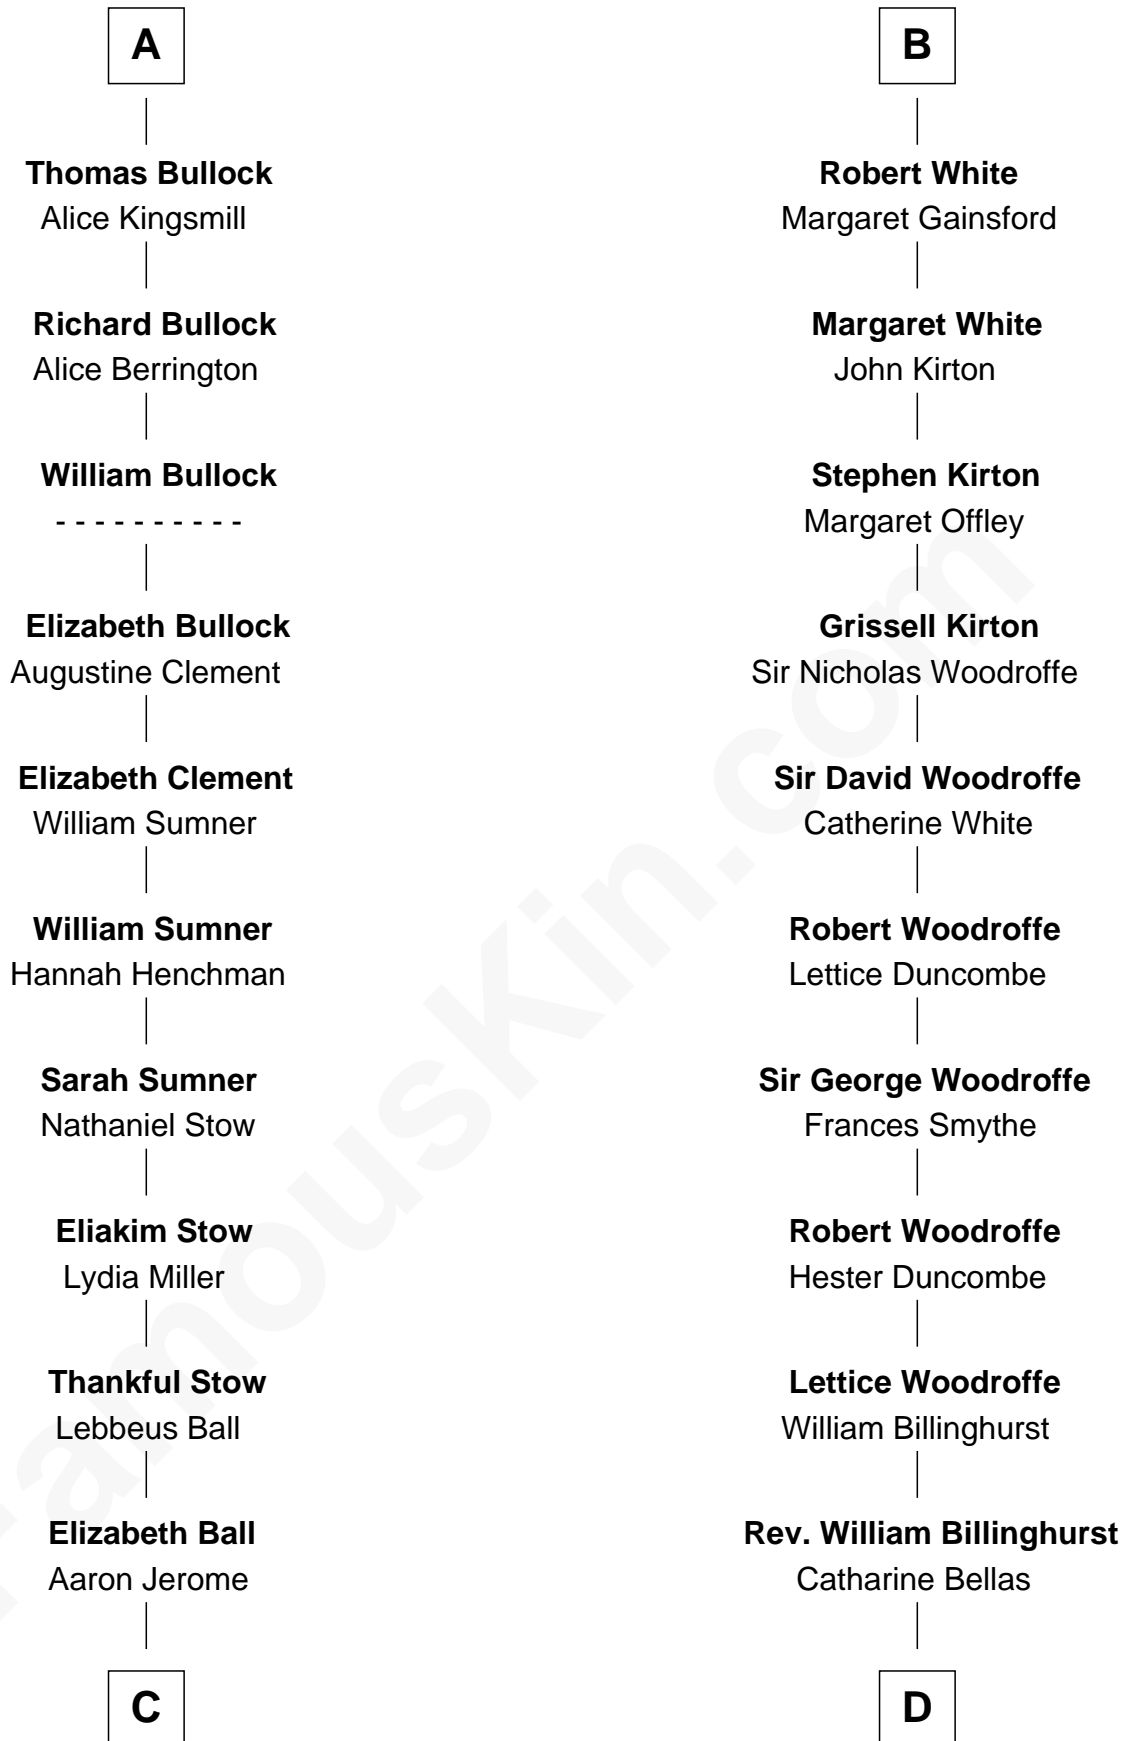 A
Thomas Bullock
Alice Kingsmill
Richard Bullock
Alice Berrington
William Bullock
- - - - - - - - - -
Elizabeth Bullock
Augustine Clement
Elizabeth Clement
William Sumner
William Sumner
Hannah Henchman
Sarah Sumner
Nathaniel Stow
Eliakim Stow
Lydia Miller
Thankful Stow
Lebbeus Ball
Elizabeth Ball
Aaron Jerome
C
B
Robert White
Margaret Gainsford
Margaret White
John Kirton
Stephen Kirton
Margaret Offley
Grissell Kirton
Sir Nicholas Woodroffe
Sir David Woodroffe
Catherine White
Robert Woodroffe
Lettice Duncombe
Sir George Woodroffe
Frances Smythe
Robert Woodroffe
Hester Duncombe
Lettice Woodroffe
William Billinghurst
Rev. William Billinghurst
Catharine Bellas
D
FamousKin.com